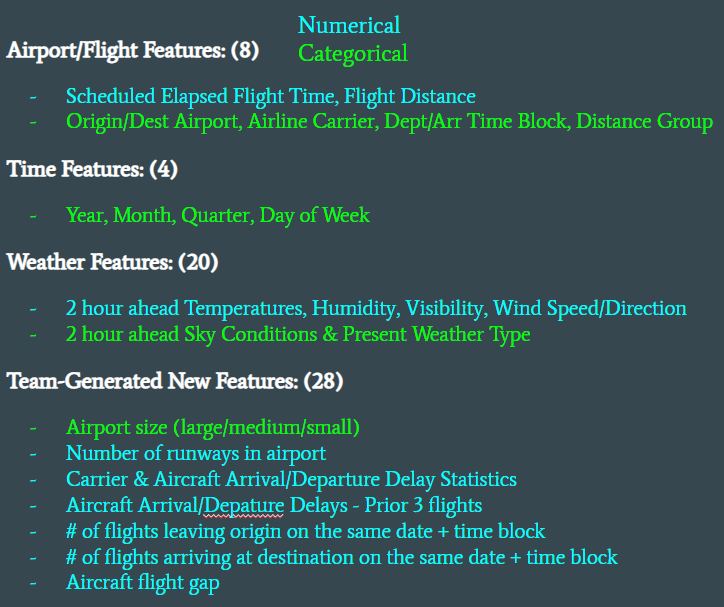 Numerical
Airport/Flight Features: (8)
Categorical
- Scheduled Elapsed Flight Time, Flight Distance
- Origin/Dest Airport, Airline Carrier, Dept/Arr Time Block, Distance Group
Time Features: (4)
- Year, Month, Quarter, Day of Week
Weather Features: (20)
- 2 hour ahead Temperatures, Humidity, Visibility, Wind Speed/Direction
- 2 hour ahead Sky Conditions & Present Weather Type
Team-Generated New Features: (28)
- Airport size (large/medium/small)
- Number of runways in airport
- Carrier & Aircraft Arrival/Departure Delay Statistics
- Aircraft Arrival/Depature Delays - Prior 3 flights
- # of flights leaving origin on the same date + time block
- # of flights arriving at destination on the same date + time block
- Aircraft flight gap